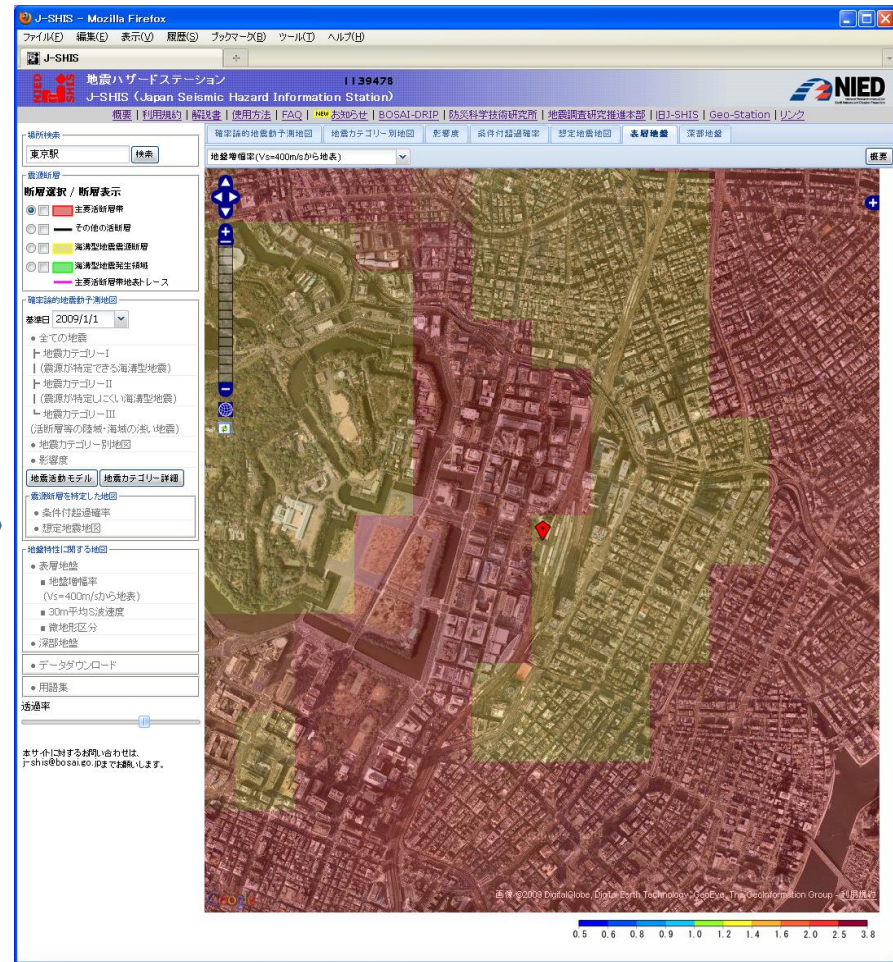 J-SHIS - Mozilla Firefox
ファイル(F) 編集(E) 表示(V) 履歴(S) ブックマーク(B) ツール(T) ヘルプ(H)
J-SHIS
地震ハザードステーション 1139478
J-SHIS (Japan Seismic Hazard Information Station)
NIED
J-SHIS
NIED
概要 | 利用規約 | 解説書 | 使用方法 | FAQ | NEW お知らせ | BOSAI-DRIP | 防災科学技術研究所 | 地震調査研究推進本部 | 旧J-SHIS | Geo-Station | リンク
場所検索
東京駅 検索
震源断層
断層選択 / 断層表示
主要活断層帯
その他の活断層
海溝型地震震源断層
海溝型地震発生領域
主要活断層帯地表トレース
確率論的地震動予測地図
基準日 2009/1/1
全ての地震
地震カテゴリーI
(震源が特定できる海溝型地震)
地震カテゴリーII
(震源が特定しにくい海溝型地震)
地震カテゴリーIII
(活断層等の陸域・海域の浅い地震)
地震カテゴリー別地図
影響度
地震活動モデル 地震カテゴリー詳細
震源断層を特定した地図
条件付超過確率
想定地震地図
地盤特性に関する地図
表層地盤
地盤増幅率
(Vs=400m/sから地表)
30m平均S波速度
微地形区分
深部地盤
データダウンロード
用語集
透過率
本サイトに対するお問い合わせは、
j-shis@bosai.go.jpまでお願いします。
確率論的地震動予測地図 地震カテゴリー別地図 影響度 条件付超過確率 想定地震地図 表層地盤 深部地盤
地盤増幅率(Vs=400m/sから地表) 概要
Google
画像 ©2009 DigitalGlobe, Digital Earth Technology, GeoEye, The GeoInformation Group - 利用規約
0.5 0.6 0.8 0.9 1.0 1.2 1.4 1.6 2.0 2.5 3.8